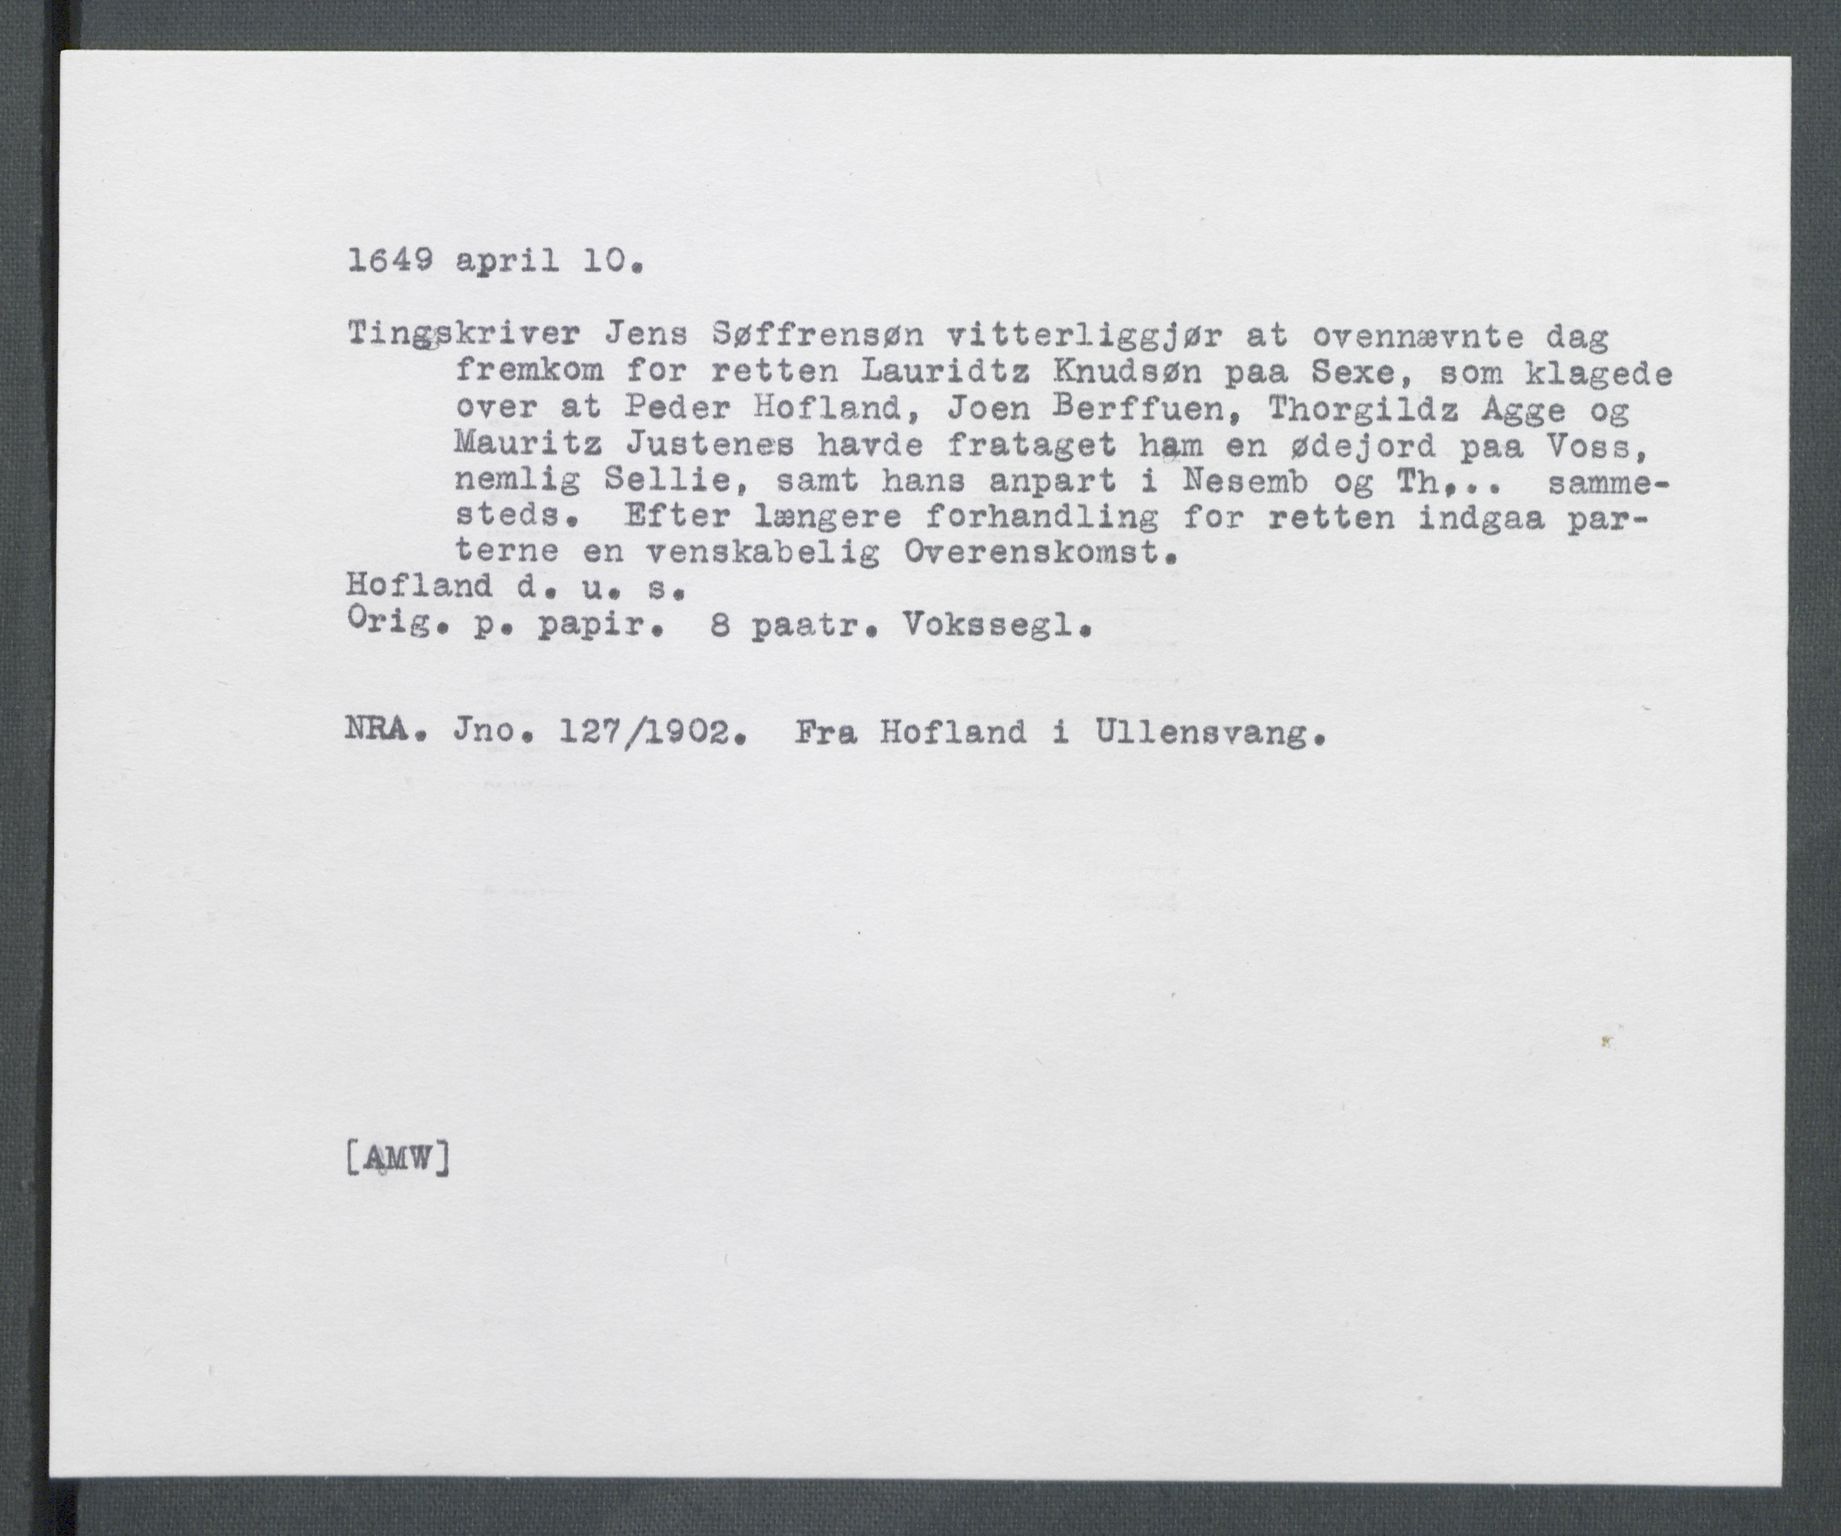 1649 april 10.
Tingskriver Jens Søffrensøn vitterliggjør at ovennævnte dag
fremkom for retten Lauridtz Knudsøn paa Sexe, som klagede
over at Peder Hofland, Joen Berffuen, Thorgildz Agge og
Mauritz Justenes havde frataget ham en ødejord paa Voss,
nemlig Sellie, samt hans anpart i Nesemb og Th... samme-
steds. Efter længere forhandling for retten indgaa par-
terne en venskabelig Overenskomst.
Hofland d. u. s.
Orig. p. papir. 8 paatr. Vokssegl.
NRA. Jno. 127/1902. Fra Hofland i Ullensvang.
[AMW]